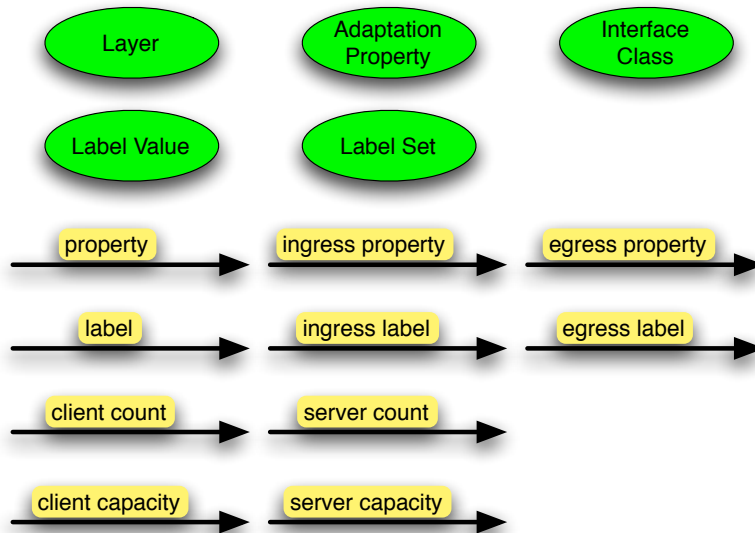 Layer
Adaptation
Property
Interface
Class
Label Value
Label Set
property
ingress property
egress property
label
ingress label
egress label
client count
server count
client capacity
server capacity